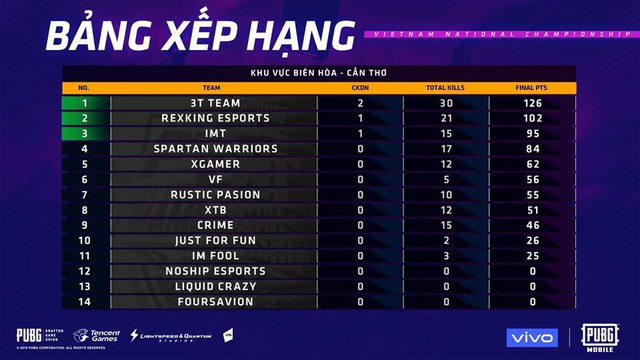 BẢNG XẾP HẠNG
VIETNAM NATIONAL CHAMPIONSHIP
KHU VỰC BIÊN HÒA - CẦN THƠ
NO. TEAM CKDN TOTAL KILLS FINAL PTS
1 3T TEAM 2 30 126
2 REXKING ESPORTS 1 21 102
3 IMT 1 15 95
4 SPARTAN WARRIORS 0 17 84
5 XGAMER 0 12 62
6 VF 0 5 56
7 RUSTIC PASION 0 10 55
8 XTB 0 12 51
9 CRIME 0 15 46
10 JUST FOR FUN 0 2 26
11 IM FOOL 0 3 25
12 NOSHIP ESPORTS 0 0 0
13 LIQUID CRAZY 0 0 0
14 FOURSAVION 0 0 0
PUBG KRAFTON GAME UNION Tencent Games LIGHTSPEED & QUANTUM STUDIOS
© 2019 PUBG CORPORATION. ALL RIGHTS RESERVED.
vivo PUBG MOBILE